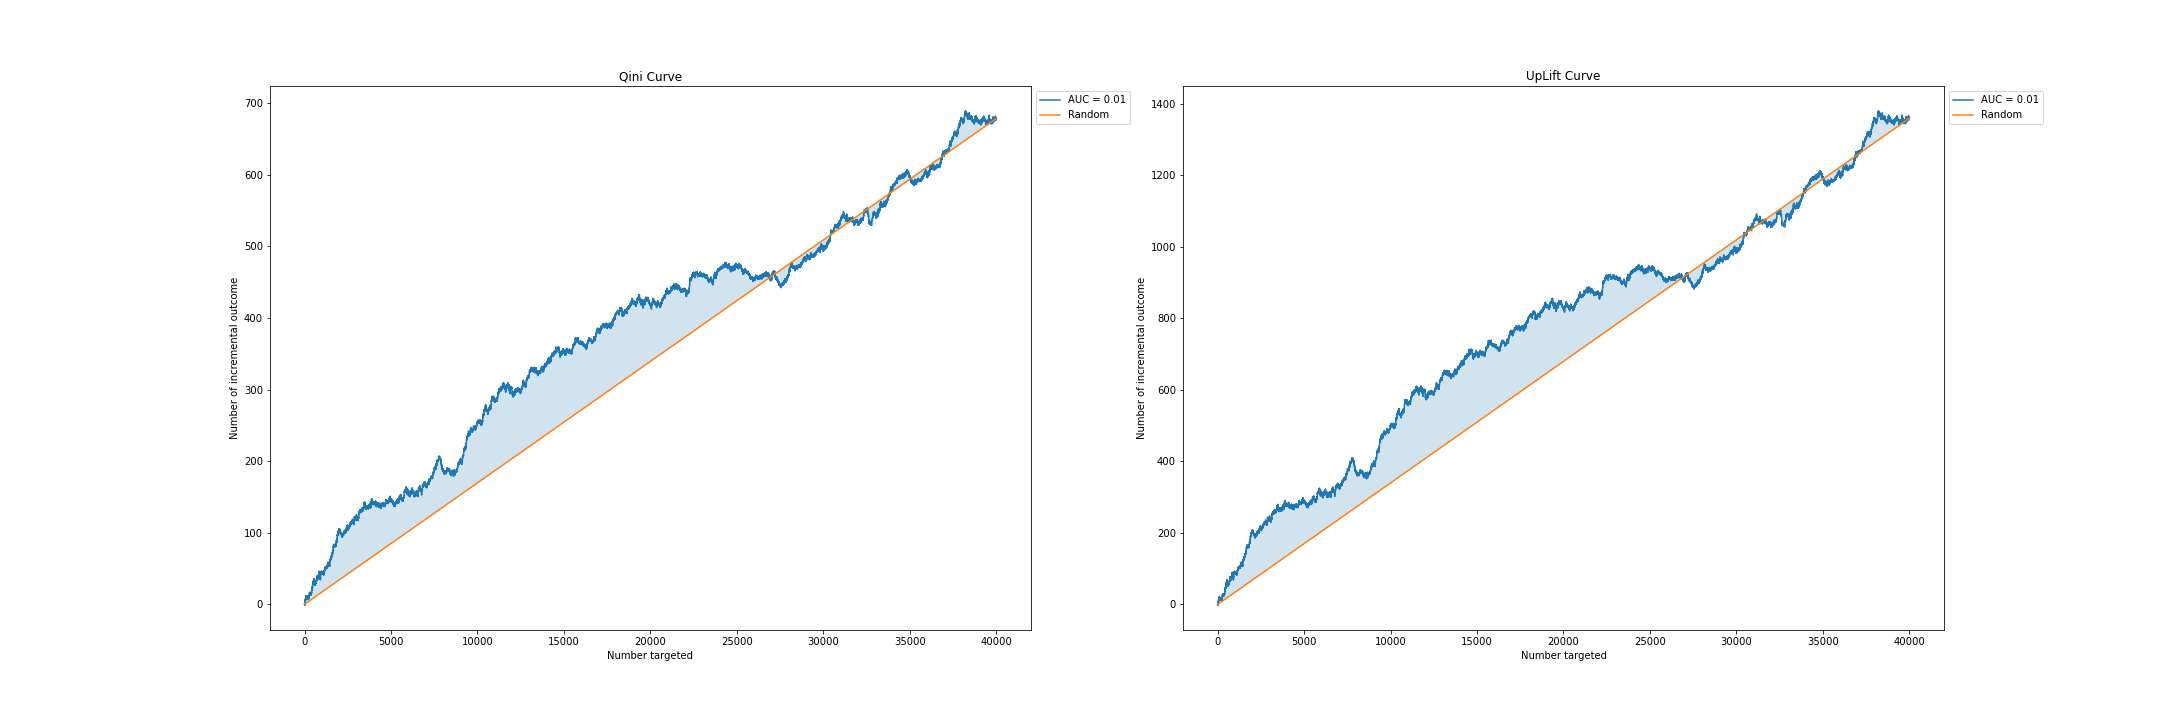 Qini Curve
700
600
500
400
300
200
100
0
Number of incremental outcome
0 5000 10000 15000 20000 25000 30000 35000 40000
Number targeted
AUC = 0.01
Random
UpLift Curve
1400
1200
1000
800
600
400
200
0
Number of incremental outcome
0 5000 10000 15000 20000 25000 30000 35000 40000
Number targeted
AUC = 0.01
Random